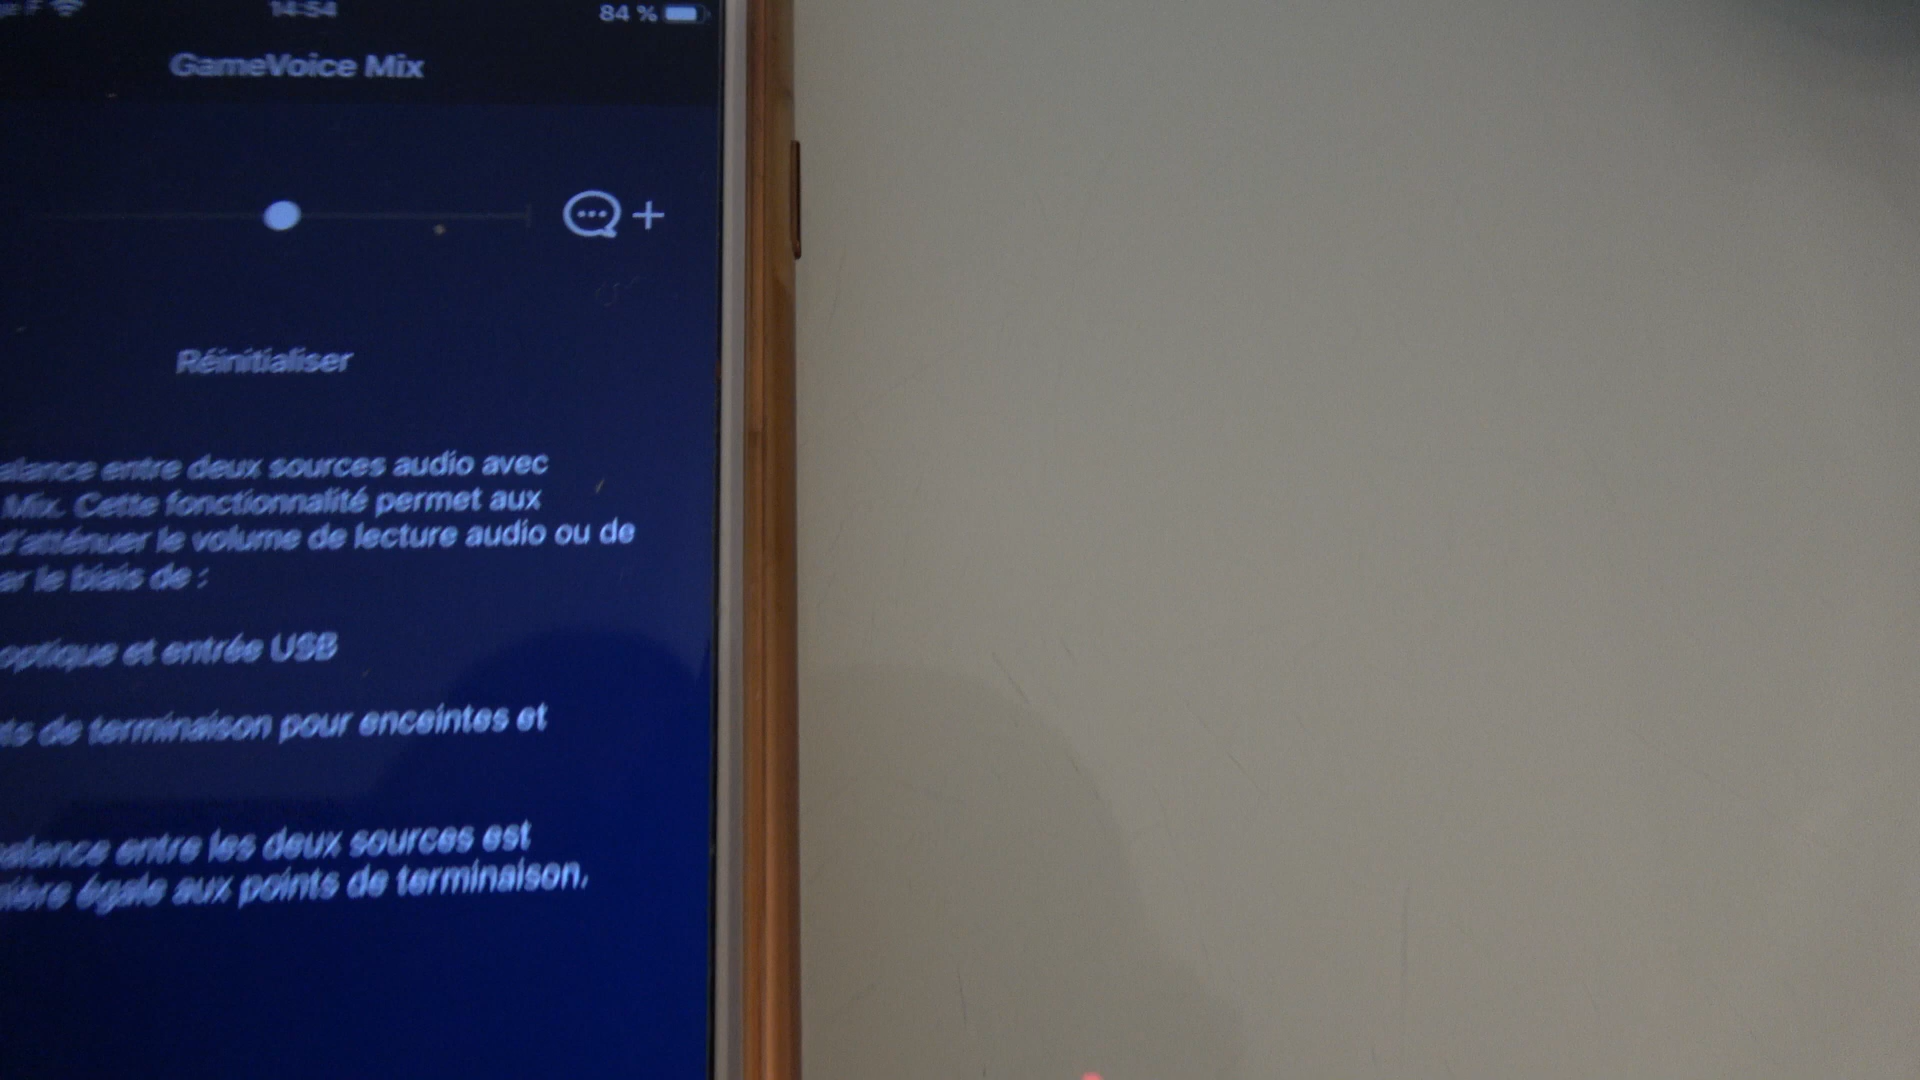 14:54
84 %
GameVoice Mix
Réinitialiser
alance entre deux sources audio avec
Mix. Cette fonctionnalité permet aux
d'atténuer le volume de lecture audio ou de
ar le biais de :
optique et entrée USB
ts de terminaison pour enceintes et
alance entre les deux sources est
nière égale aux points de terminaison.